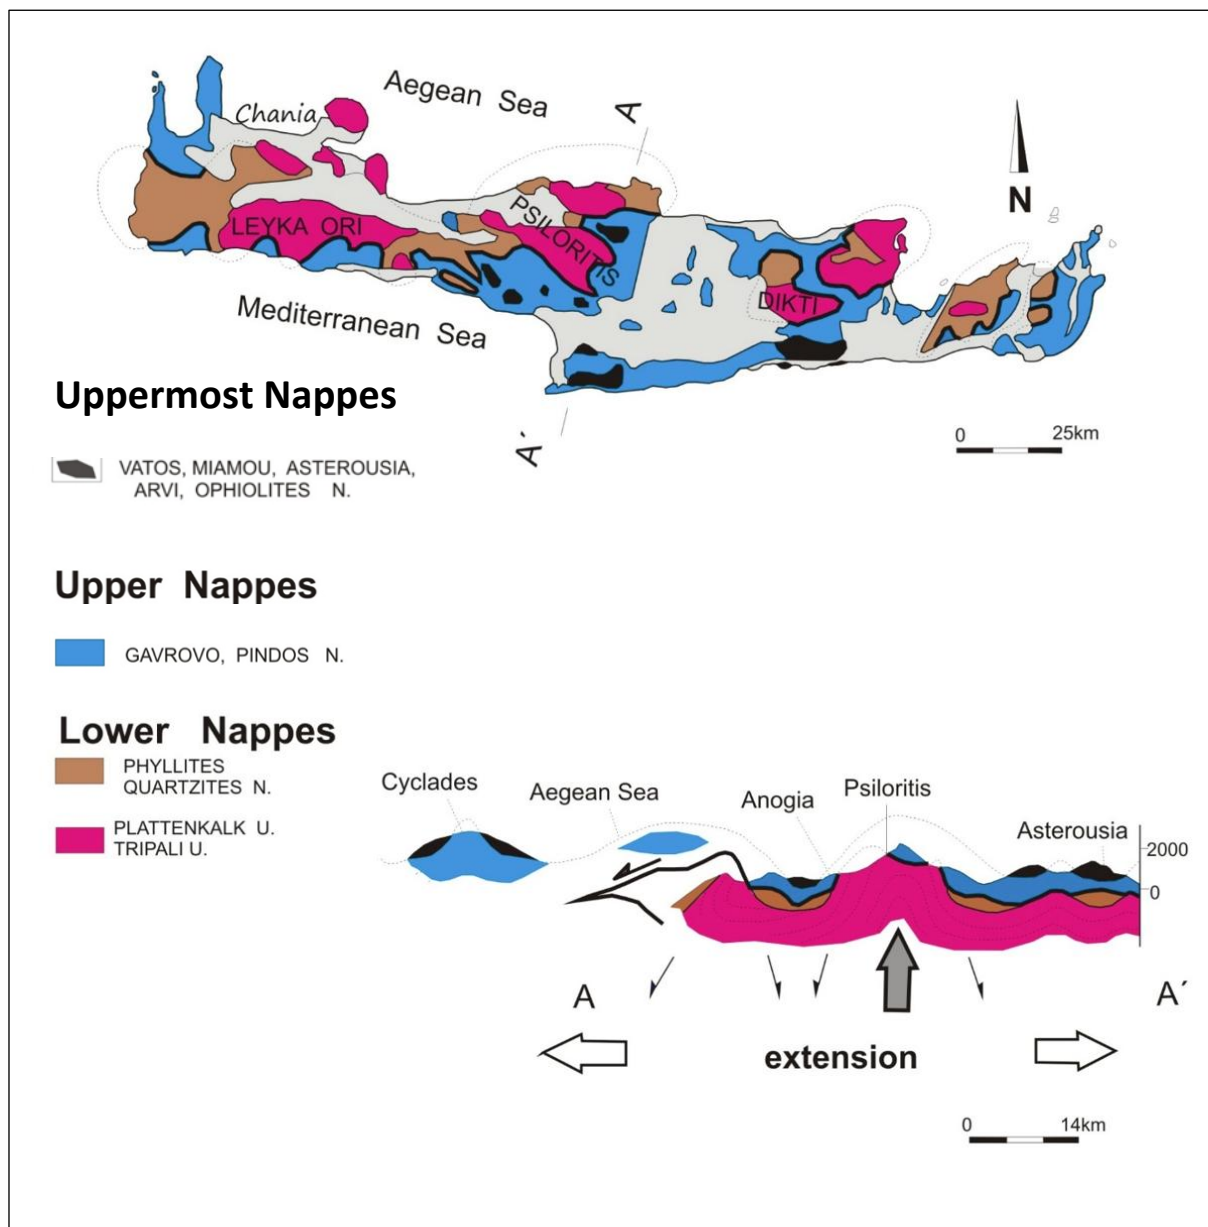 Aegean Sea
A
Chania
N
LEYKA ORI
PSILORITIS
DIKTI
Mediterranean Sea
A´
0 25km
Uppermost Nappes
VATOS, MIAMOU, ASTEROUSIA,
ARVI, OPHIOLITES N.
Upper Nappes
GAVROVO, PINDOS N.
Lower Nappes
PHYLLITES
QUARTZITES N.
PLATTENKALK U.
TRIPALI U.
Cyclades
Aegean Sea
Anogia
Psiloritis
Asterousia
2000
0
A
A´
extension
0 14km